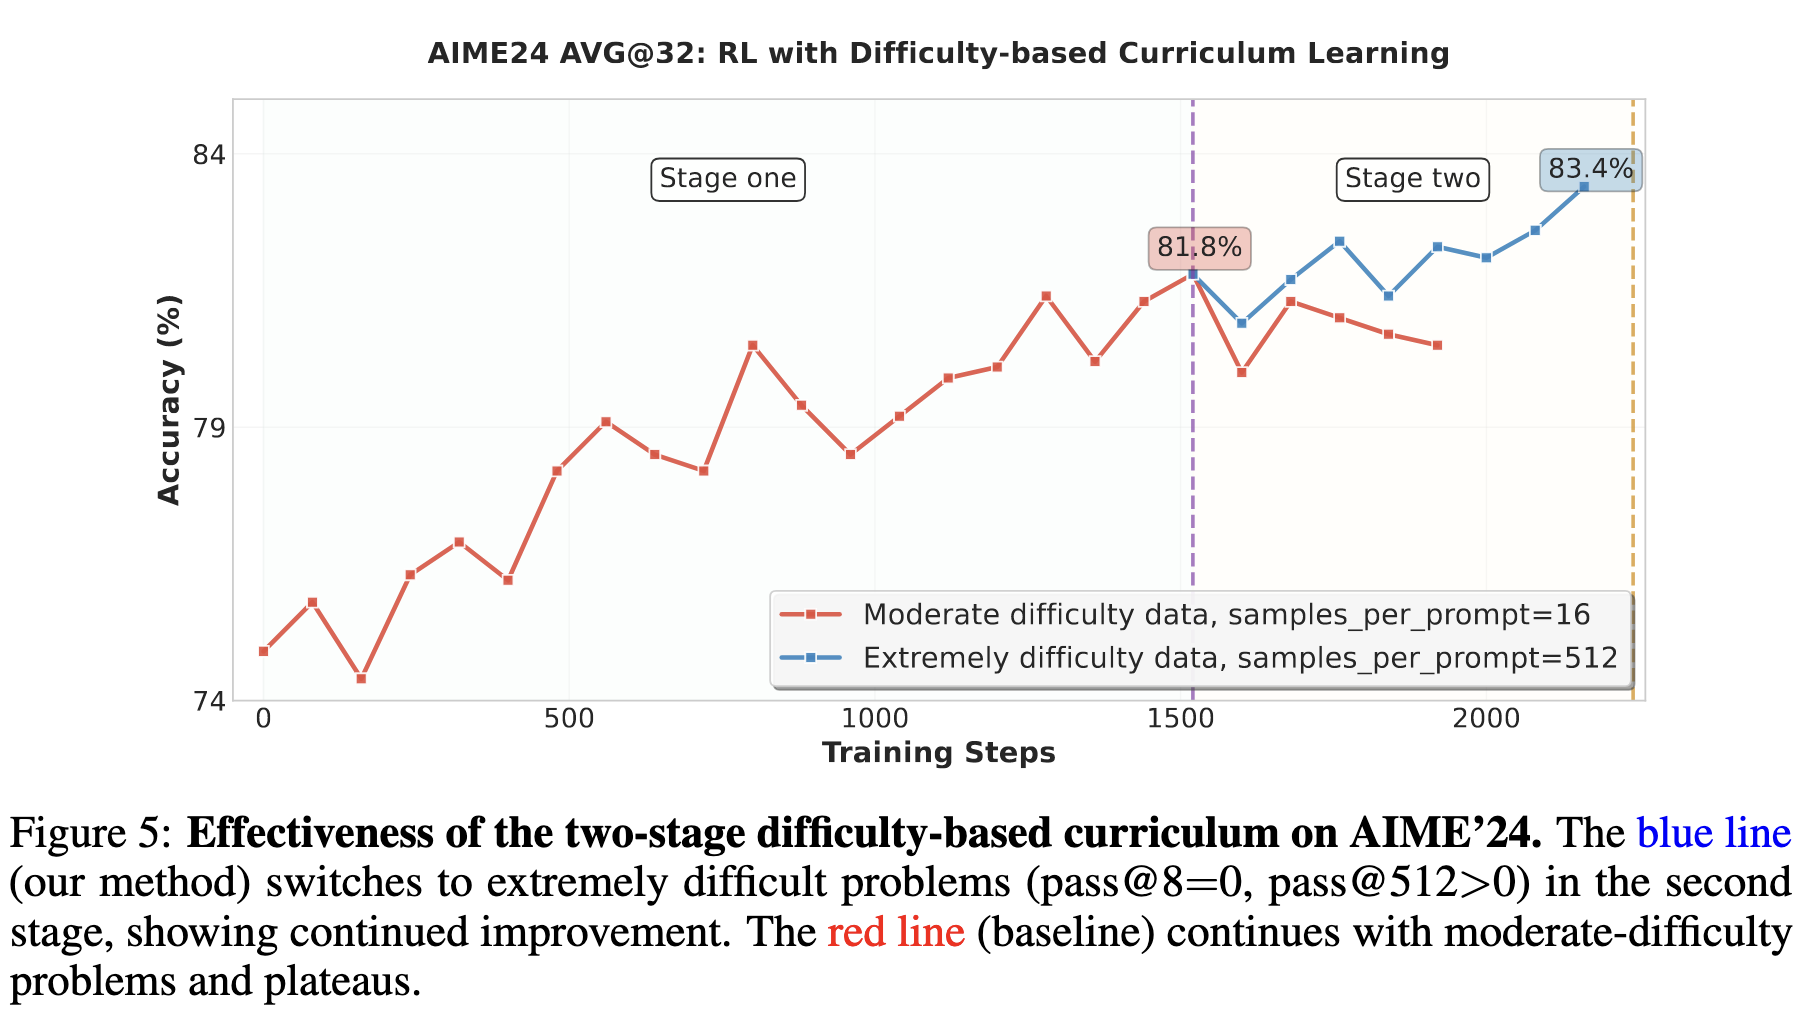 AIME24 AVG@32: RL with Difficulty-based Curriculum Learning
84
79
74
Accuracy (%)
Stage one
Stage two
81.8%
83.4%
Moderate difficulty data, samples_per_prompt=16
Extremely difficulty data, samples_per_prompt=512
0 500 1000 1500 2000
Training Steps
Figure 5: Effectiveness of the two-stage difficulty-based curriculum on AIME’24. The blue line
(our method) switches to extremely difficult problems (pass@8=0, pass@512>0) in the second
stage, showing continued improvement. The red line (baseline) continues with moderate-difficulty
problems and plateaus.